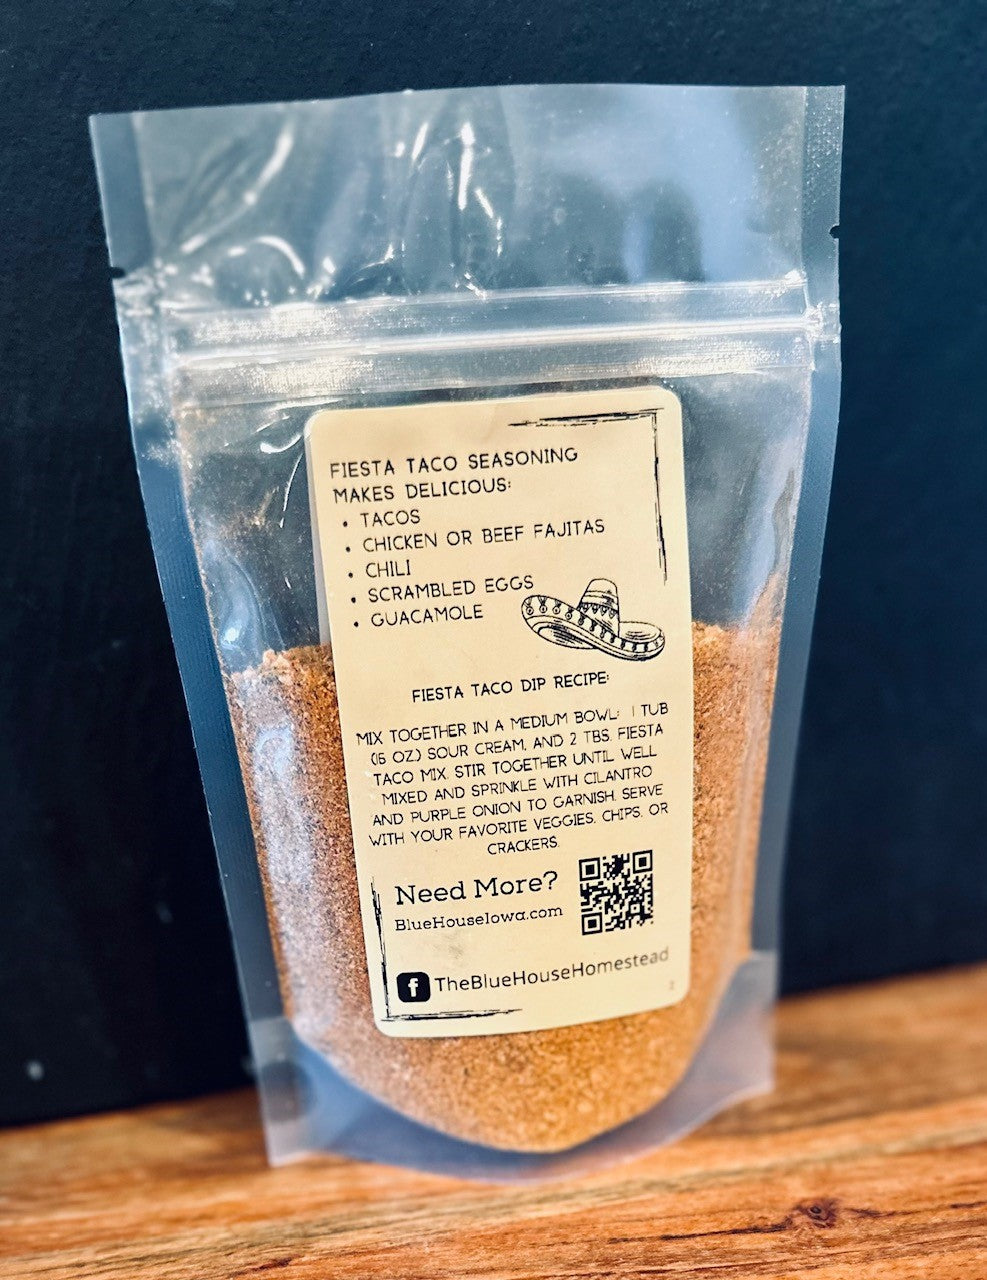 FIESTA TACO SEASONING
MAKES DELICIOUS:
• TACOS
• CHICKEN OR BEEF FAJITAS
• CHILI
• SCRAMBLED EGGS
• GUACAMOLE
FIESTA TACO DIP RECIPE:
MIX TOGETHER IN A MEDIUM BOWL: 1 TUB
(16 OZ.) SOUR CREAM, AND 2 TBS. FIESTA
TACO MIX. STIR TOGETHER UNTIL WELL
MIXED AND SPRINKLE WITH CILANTRO
AND PURPLE ONION TO GARNISH. SERVE
WITH YOUR FAVORITE VEGGIES, CHIPS, OR
CRACKERS.
Need More?
BlueHouseIowa.com
f TheBlueHouseHomestead